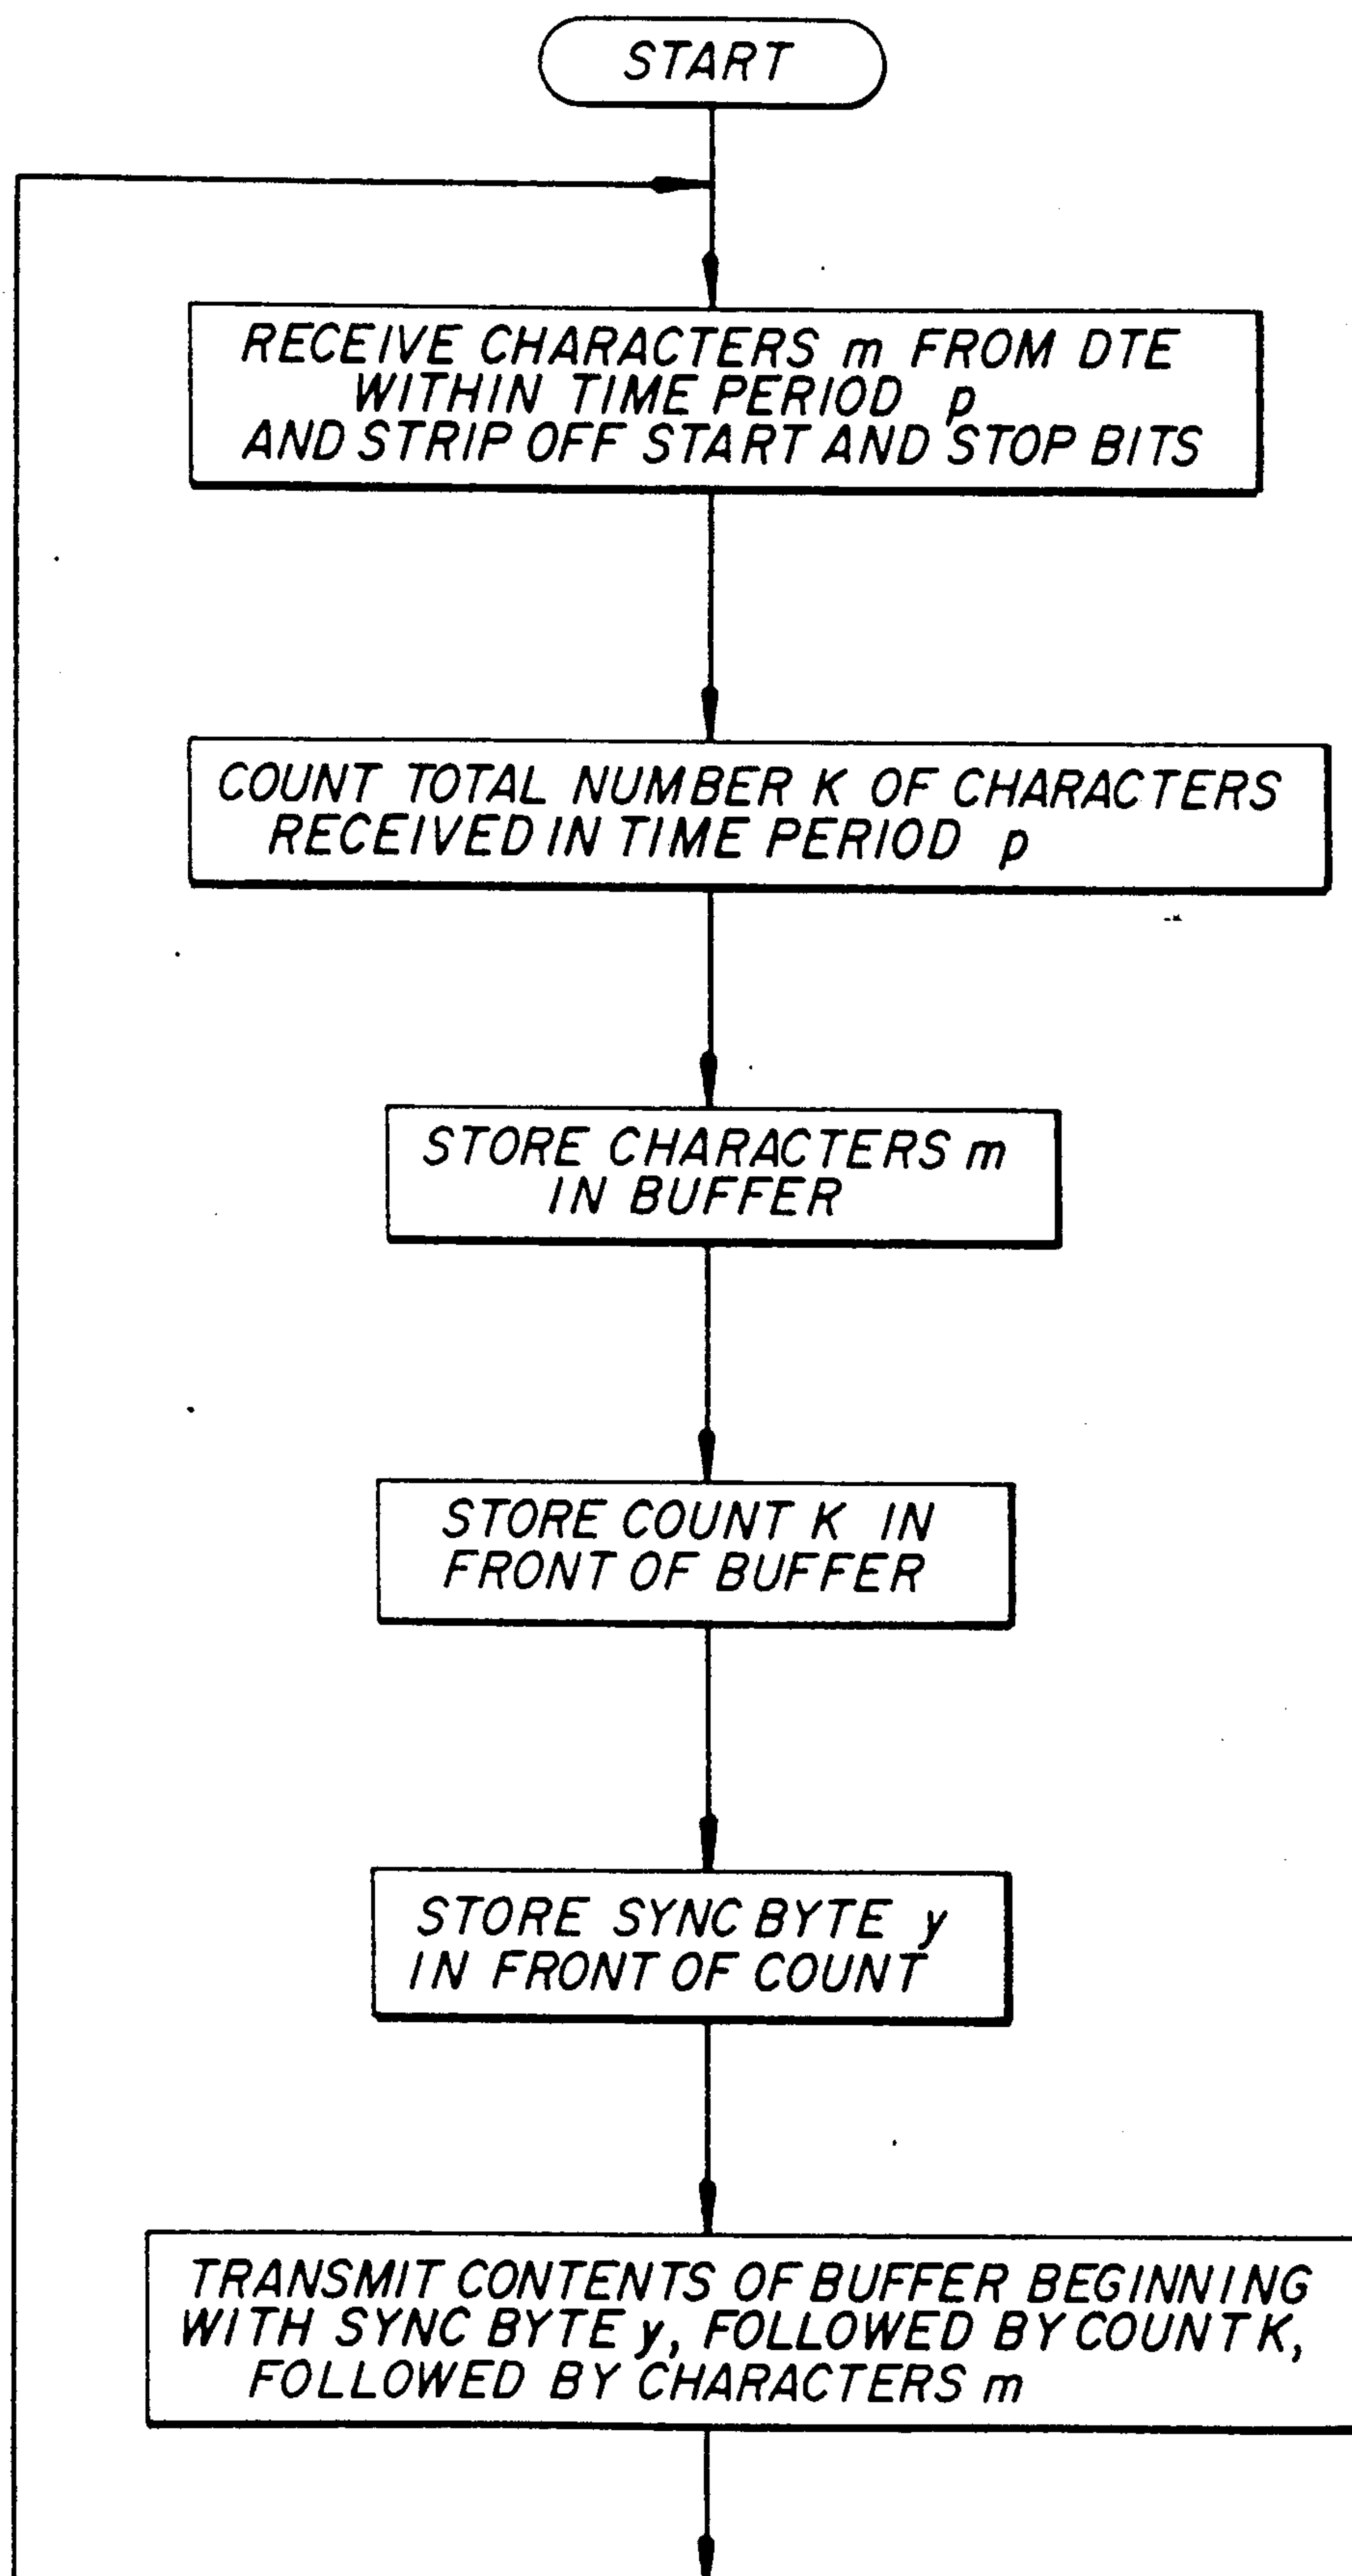 START
RECEIVE CHARACTERS m FROM DTE
WITHIN TIME PERIOD p
AND STRIP OFF START AND STOP BITS
COUNT TOTAL NUMBER K OF CHARACTERS
RECEIVED IN TIME PERIOD p
STORE CHARACTERS m
IN BUFFER
STORE COUNT K IN
FRONT OF BUFFER
STORE SYNC BYTE y
IN FRONT OF COUNT
TRANSMIT CONTENTS OF BUFFER BEGINNING
WITH SYNC BYTE y, FOLLOWED BY COUNT K,
FOLLOWED BY CHARACTERS m